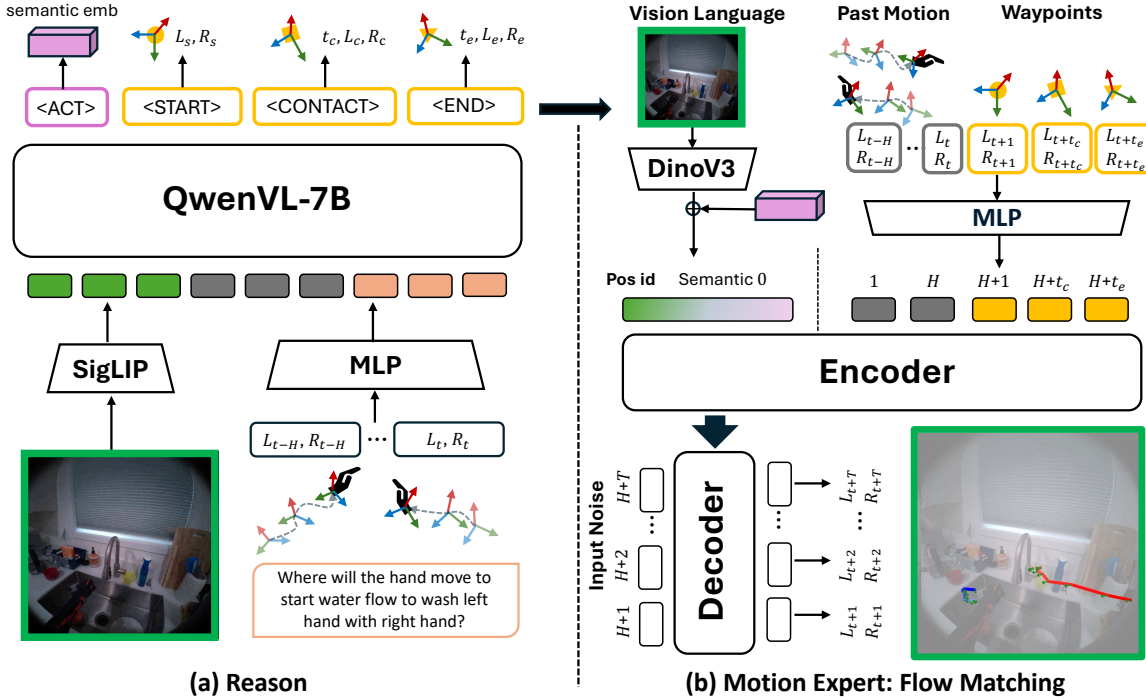 semantic emb
L_s, R_s
t_c, L_c, R_c
t_e, L_e, R_e
<ACT>
<START>
<CONTACT>
<END>
QwenVL-7B
SigLIP
MLP
L_{t−H}, R_{t−H}
...
L_t, R_t
Where will the hand move to
start water flow to wash left
hand with right hand?
(a) Reason
Vision Language
Past Motion
Waypoints
DinoV3
L_{t−H}
R_{t−H}
...
L_t
R_t
L_{t+1}
R_{t+1}
L_{t+t_c}
R_{t+t_c}
L_{t+t_e}
R_{t+t_e}
MLP
Pos id
Semantic 0
1
H
H+1
H+t_c
H+t_e
Encoder
Input Noise
H+T
...
H+2
H+1
Decoder
...
L_{t+T}
R_{t+T}
...
L_{t+2}
R_{t+2}
L_{t+1}
R_{t+1}
(b) Motion Expert: Flow Matching